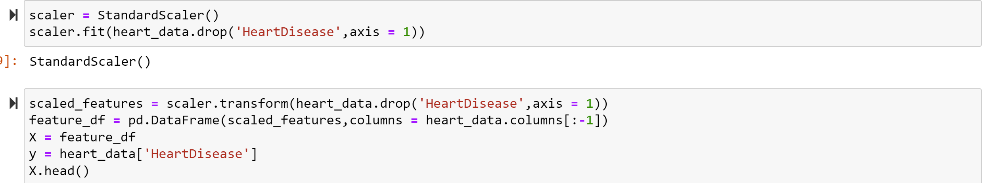 scaler = StandardScaler()
scaler.fit(heart_data.drop('HeartDisease',axis = 1))
9]: StandardScaler()
scaled_features = scaler.transform(heart_data.drop('HeartDisease',axis = 1))
feature_df = pd.DataFrame(scaled_features,columns = heart_data.columns[:-1])
X = feature_df
y = heart_data['HeartDisease']
X.head()